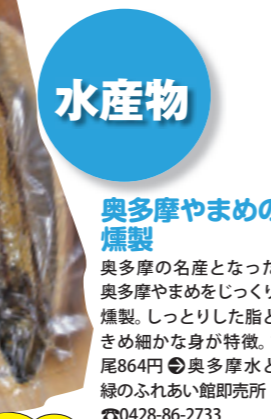 水産物
奥多摩やまめの
燻製
奥多摩の名産となった
奥多摩やまめをじっくり
燻製。しっとりした脂と
きめ細かな身が特徴。
尾864円➡奥多摩水と
緑のふれあい館即売所
☎0428-86-2733